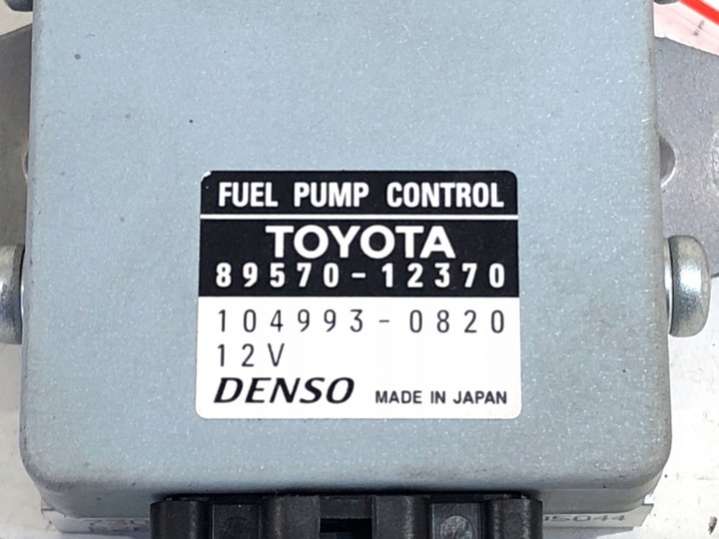 FUEL PUMP CONTROL
TOYOTA
89570-12370
104993-0820
12V
DENSO MADE IN JAPAN